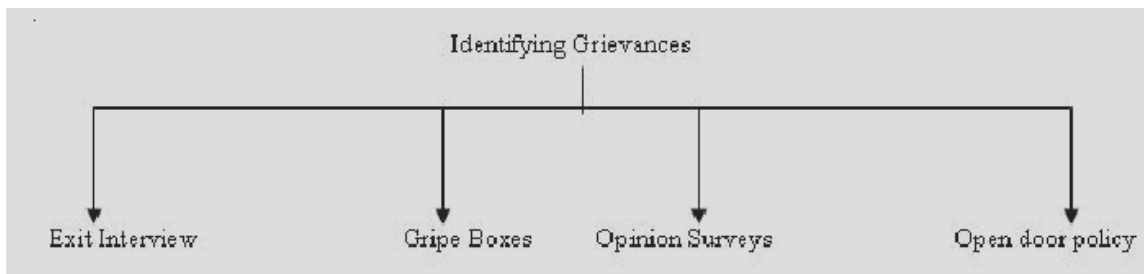 Identifying Grievances
Exit Interview
Gripe Boxes
Opinion Surveys
Open door policy